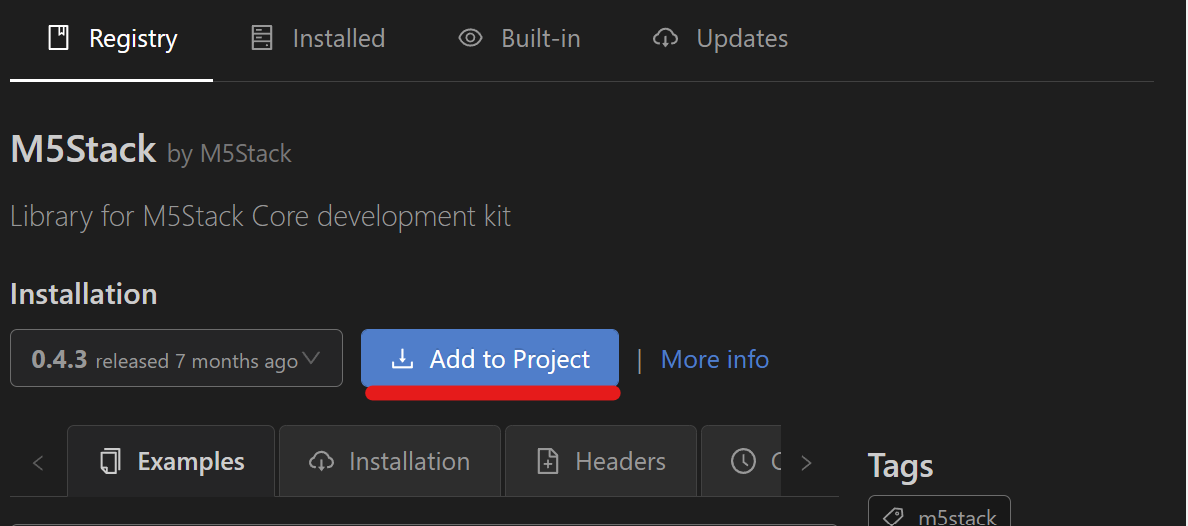 Registry Installed Built-in Updates
M5Stack by M5Stack
Library for M5Stack Core development kit
Installation
0.4.3 released 7 months ago Add to Project | More info
Examples Installation Headers
Tags
m5stack